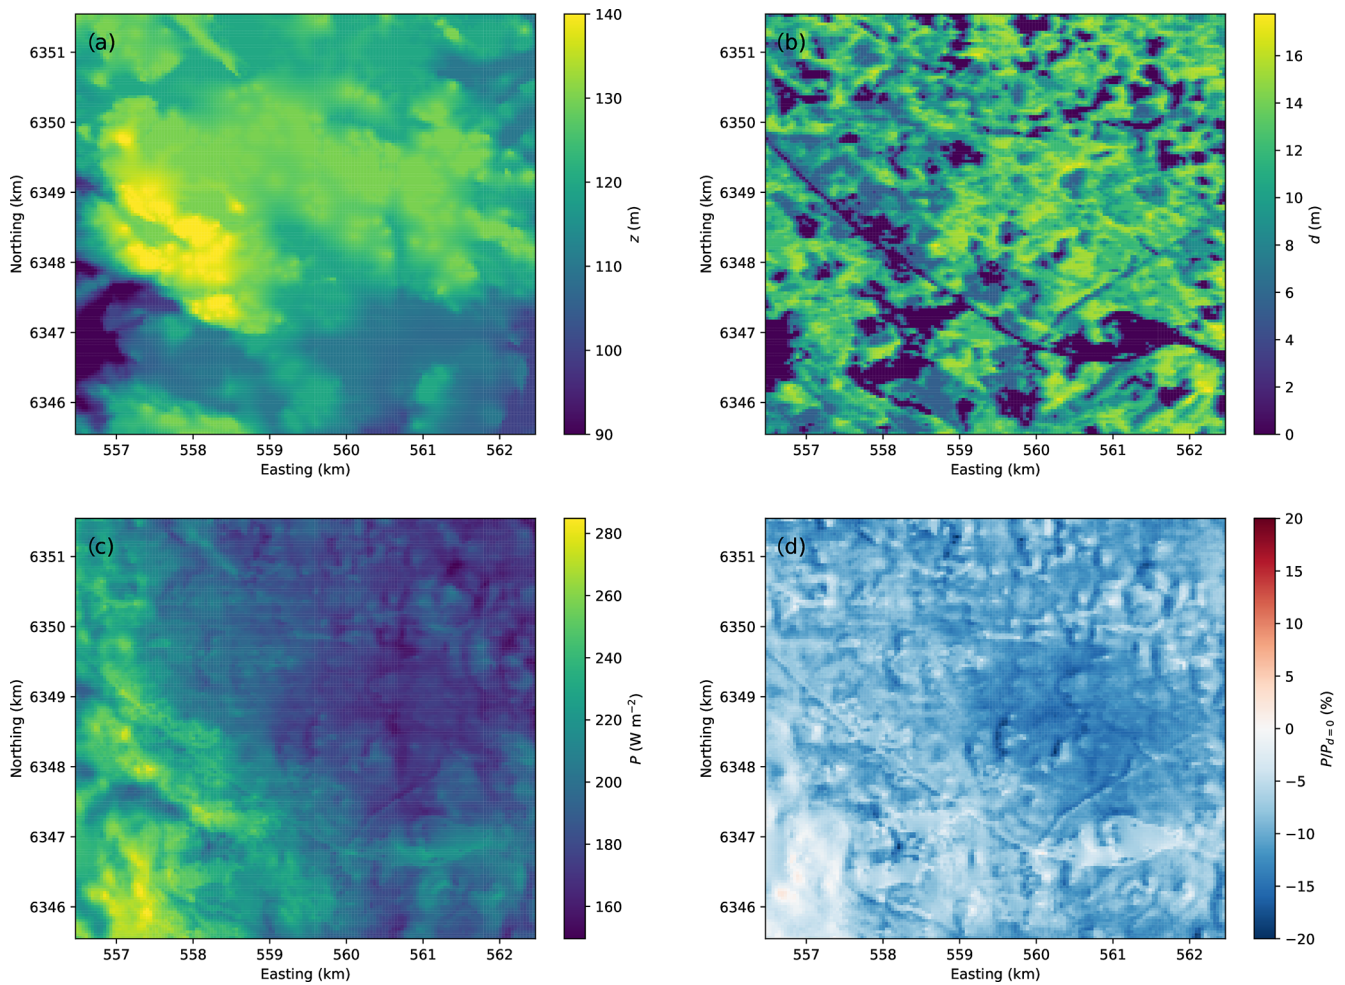 (a)
6351
6350
6349
6348
6347
6346
Northing (km)
557 558 559 560 561 562
Easting (km)
140
130
120
110
100
90
z (m)
(b)
6351
6350
6349
6348
6347
6346
Northing (km)
557 558 559 560 561 562
Easting (km)
16
14
12
10
8
6
4
2
0
d (m)
(c)
6351
6350
6349
6348
6347
6346
Northing (km)
557 558 559 560 561 562
Easting (km)
280
260
240
220
200
180
160
P (W m⁻²)
(d)
6351
6350
6349
6348
6347
6346
Northing (km)
557 558 559 560 561 562
Easting (km)
20
15
10
5
0
−5
−10
−15
−20
P/P_{d=0} (%)